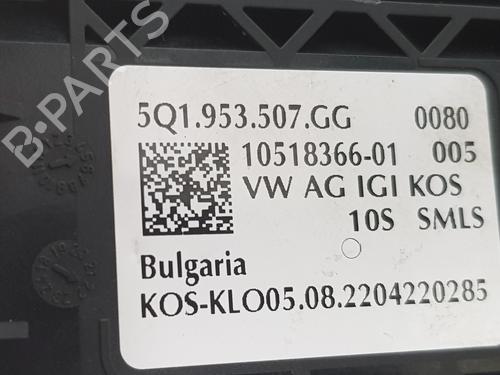 B-PARTS
5Q1.953.507.GG 0080
10518366-01 005
VW AG IGI KOS
10S SMLS
Bulgaria
KOS-KLO05.08.2204220285